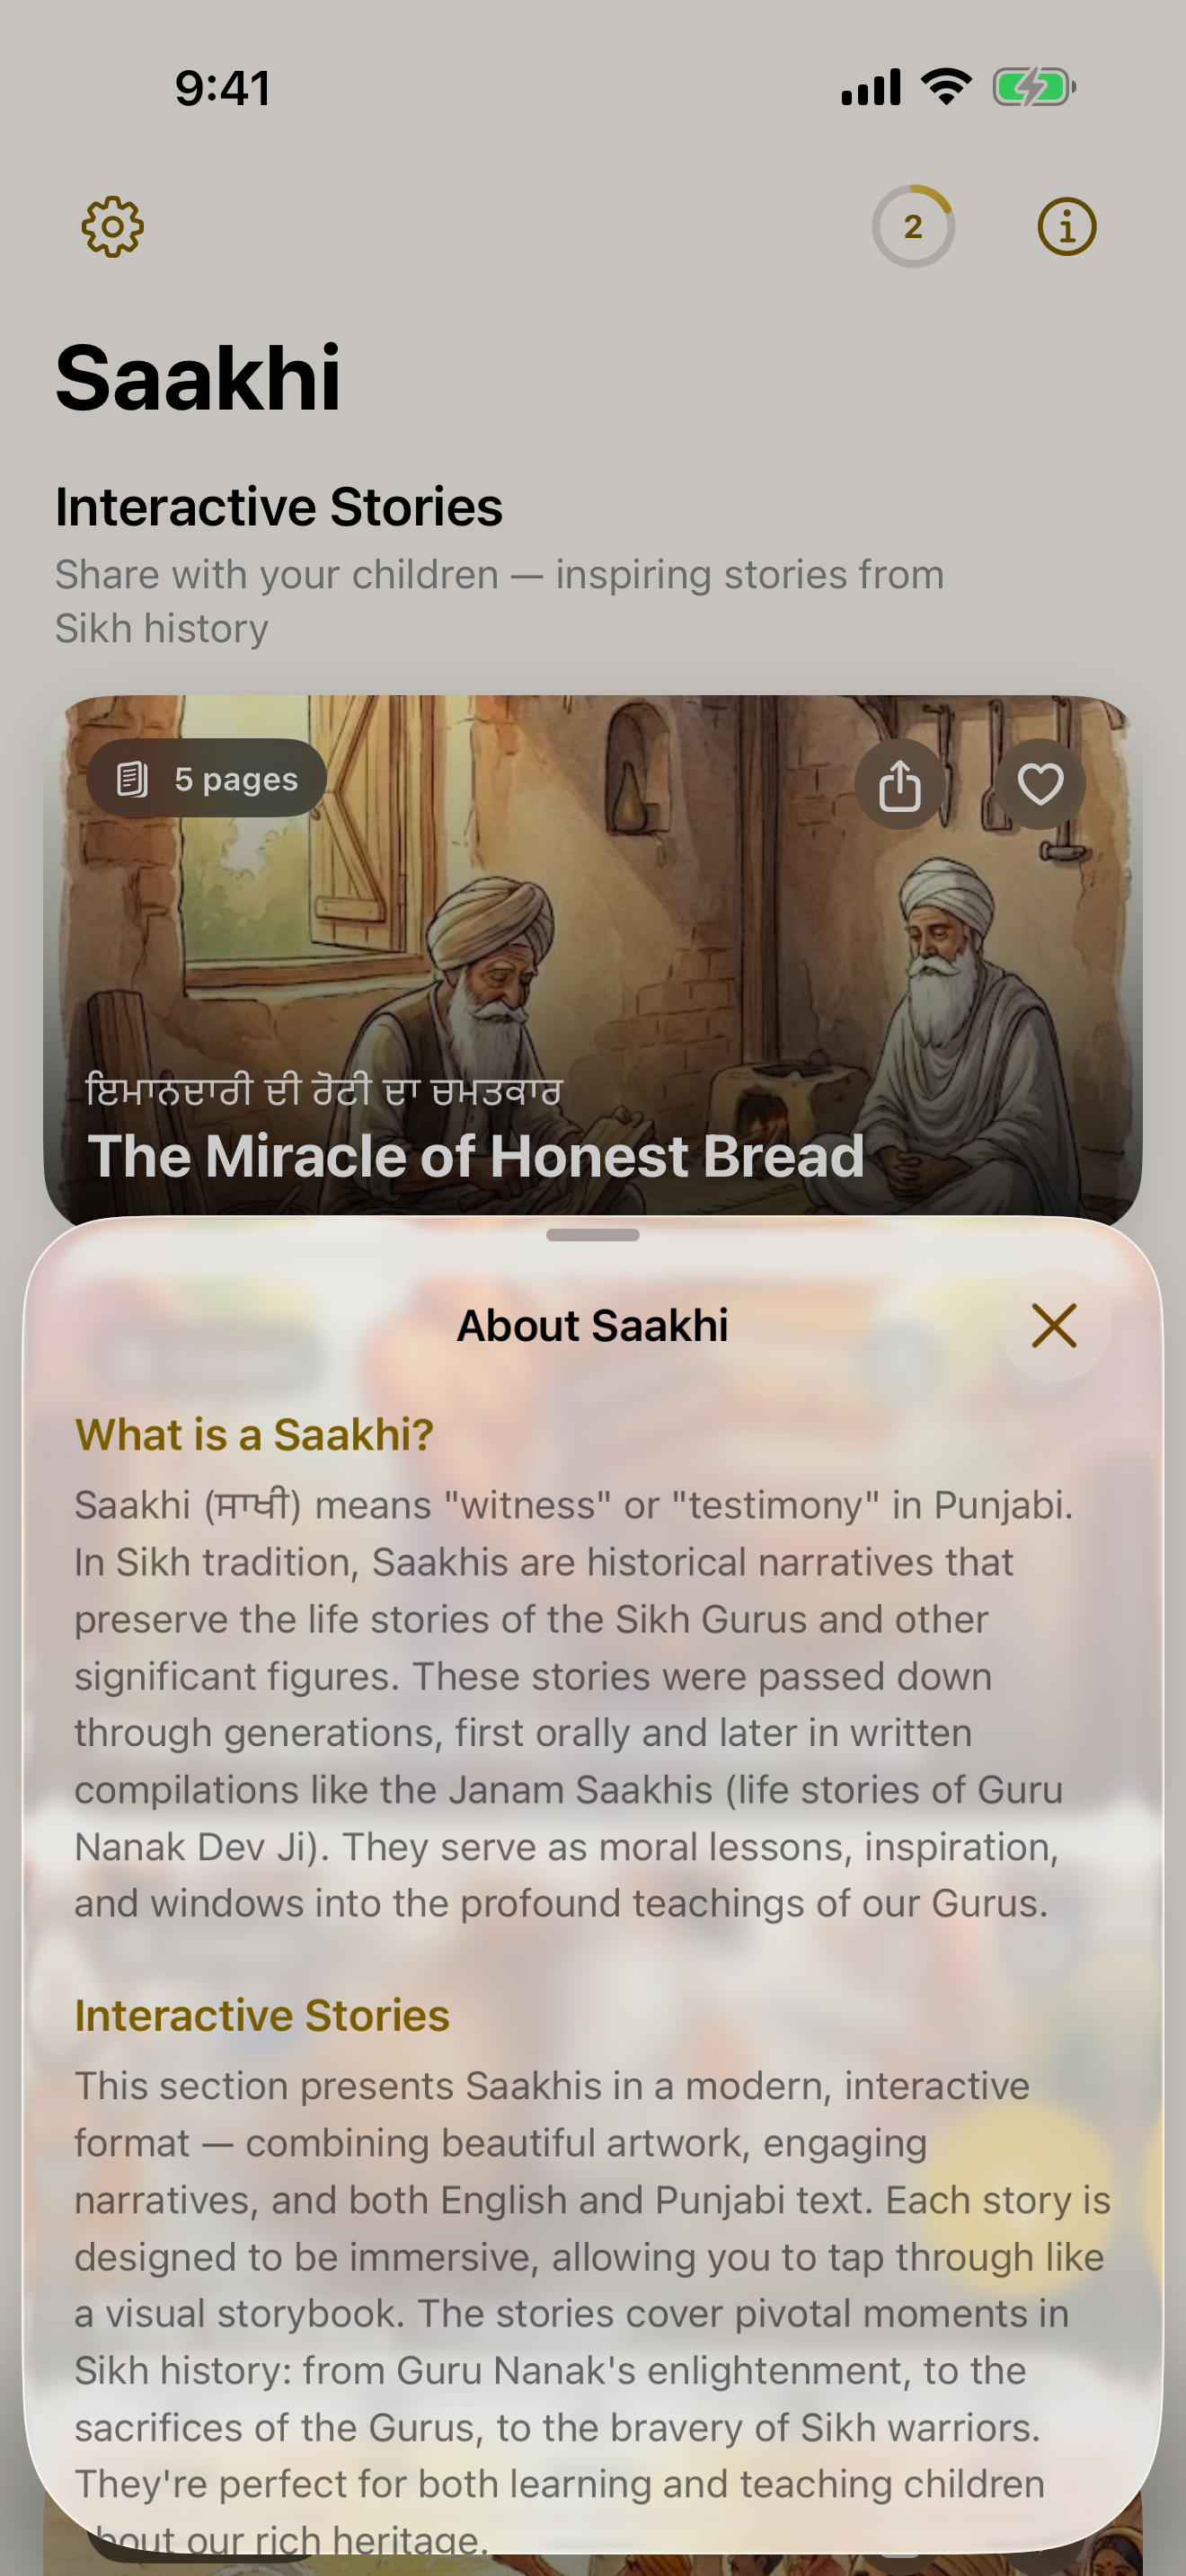 9:41
2
Saakhi
Interactive Stories
Share with your children — inspiring stories from
Sikh history
5 pages
ਇਮਾਨਦਾਰੀ ਦੀ ਰੋਟੀ ਦਾ ਚਮਤਕਾਰ
The Miracle of Honest Bread
About Saakhi
What is a Saakhi?
Saakhi (ਸਾਖੀ) means "witness" or "testimony" in Punjabi.
In Sikh tradition, Saakhis are historical narratives that
preserve the life stories of the Sikh Gurus and other
significant figures. These stories were passed down
through generations, first orally and later in written
compilations like the Janam Saakhis (life stories of Guru
Nanak Dev Ji). They serve as moral lessons, inspiration,
and windows into the profound teachings of our Gurus.
Interactive Stories
This section presents Saakhis in a modern, interactive
format — combining beautiful artwork, engaging
narratives, and both English and Punjabi text. Each story is
designed to be immersive, allowing you to tap through like
a visual storybook. The stories cover pivotal moments in
Sikh history: from Guru Nanak's enlightenment, to the
sacrifices of the Gurus, to the bravery of Sikh warriors.
They're perfect for both learning and teaching children
about our rich heritage.